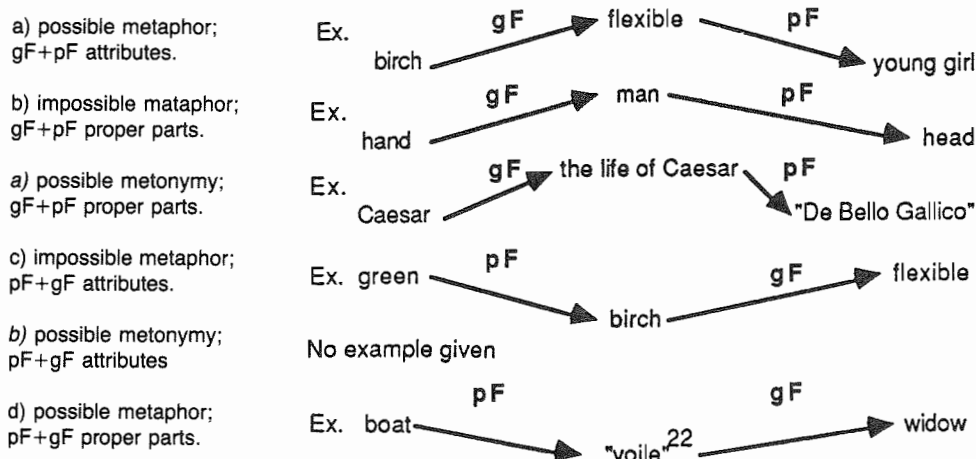 a) possible metaphor;
gF+pF attributes.
Ex. birch gF flexible pF young girl
b) impossible mataphor;
gF+pF proper parts.
Ex. hand gF man pF head
a) possible metonymy;
gF+pF proper parts.
Ex. Caesar gF the life of Caesar pF "De Bello Gallico"
c) impossible metaphor;
pF+gF attributes.
Ex. green pF birch gF flexible
b) possible metonymy;
pF+gF attributes
No example given
d) possible metaphor;
pF+gF proper parts.
Ex. boat pF "voile"22 gF widow